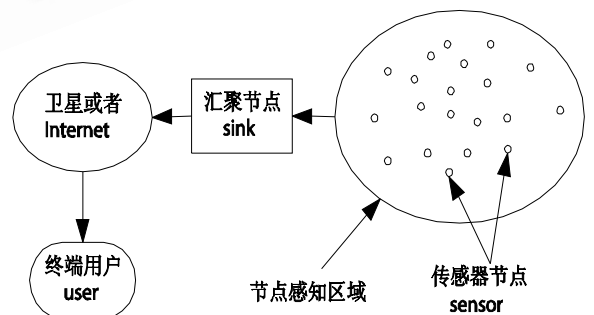 卫星或者
Internet
汇聚节点
sink
终端用户
user
节点感知区域
传感器节点
sensor